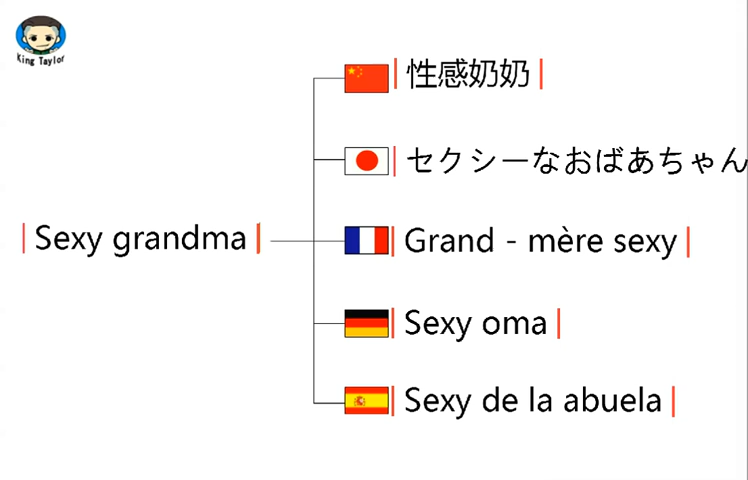 King Taylor
性感奶奶
セクシーなおばあちゃん
Sexy grandma
Grand - mère sexy
Sexy oma
Sexy de la abuela